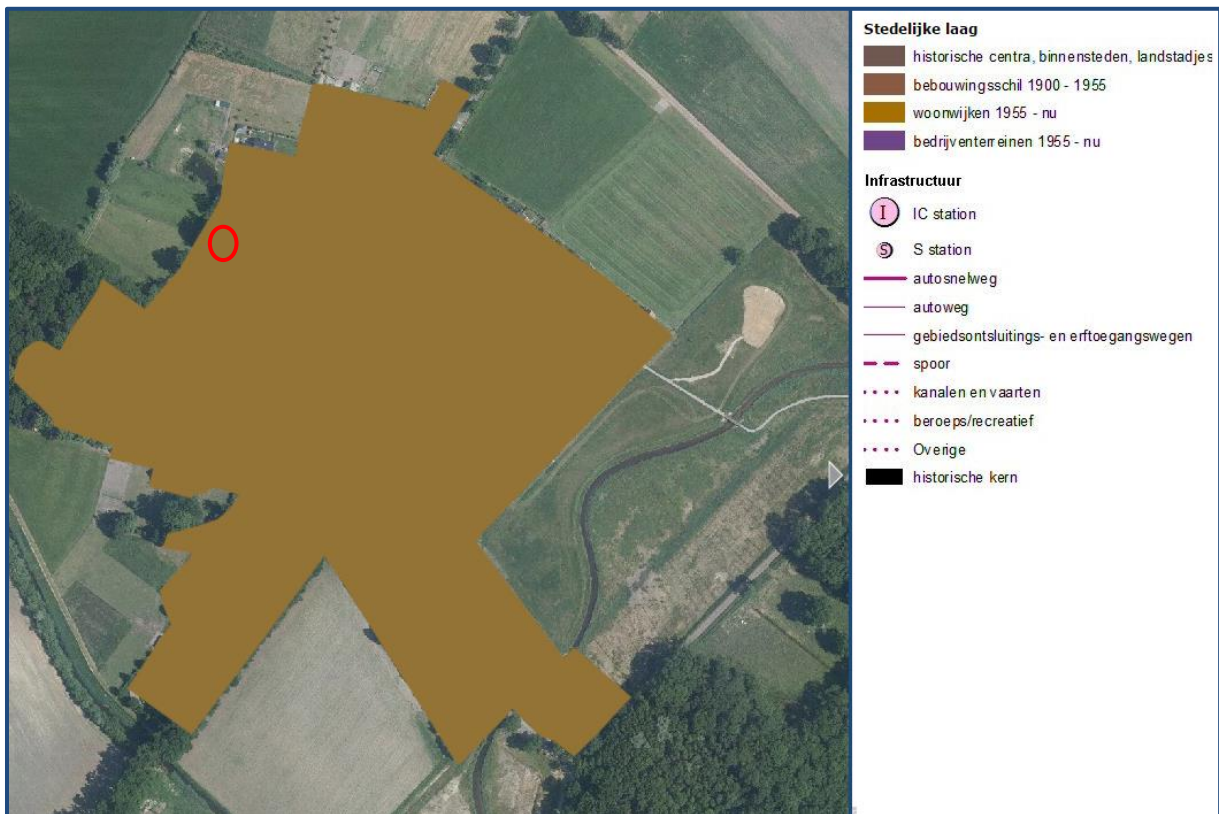 Stedelijke laag
historische centra, binnensteden, landstadjes
bebouwingsschil 1900 - 1955
woonwijken 1955 - nu
bedrijventerreinen 1955 - nu
Infrastructuur
I IC station
S S station
autosnelweg
autoweg
gebiedsontsluitings- en erftoegangswegen
spoor
kanalen en vaarten
beroeps/recreatief
Overige
historische kern